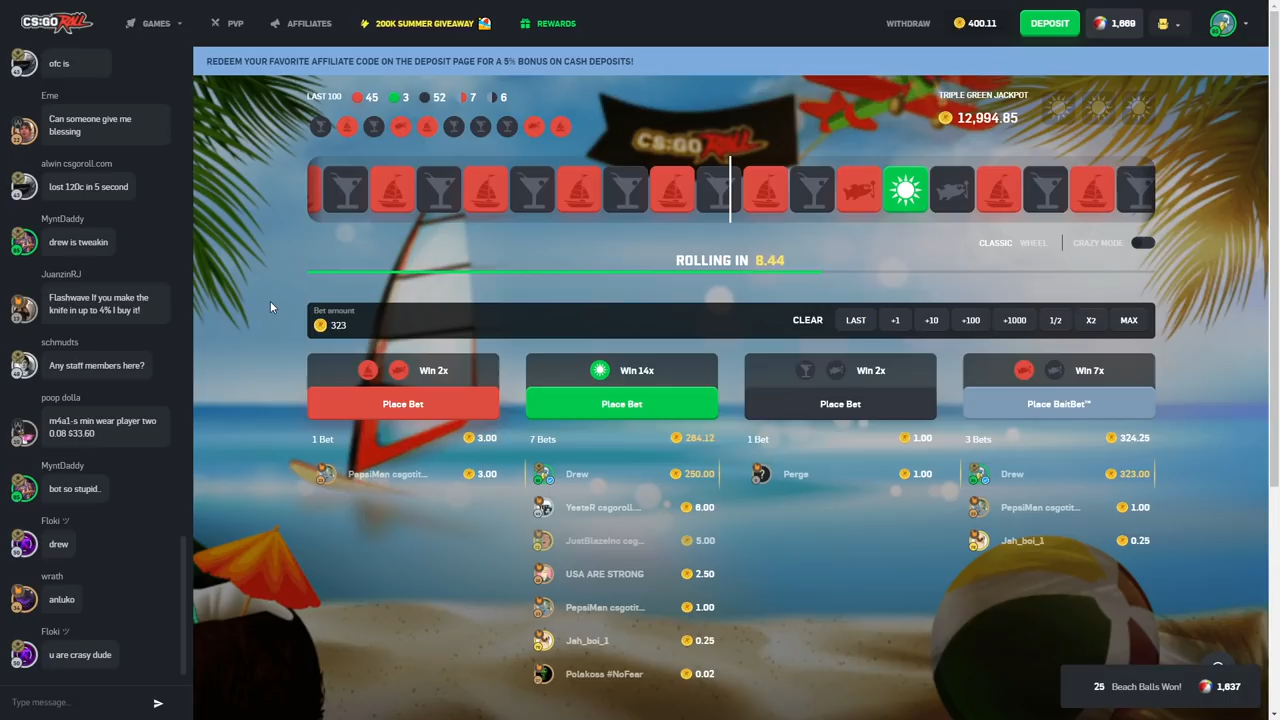 CS:GO ROLL
GAMES
PVP
AFFILIATES
200K SUMMER GIVEAWAY
REWARDS
WITHDRAW
400.11
DEPOSIT
1,669
REDEEM YOUR FAVORITE AFFILIATE CODE ON THE DEPOSIT PAGE FOR A 5% BONUS ON CASH DEPOSITS!
ofc is
Eme
Can someone give me
blessing
alwin csgoroll.com
lost 120c in 5 second
MyntDaddy
drew is tweakin
JuanzinRJ
Flashwave If you make the
knife in up to 4% I buy it!
schmudts
Any staff members here?
poop dolla
m4a1-s min wear player two
0.08 $33.60
MyntDaddy
bot so stupid..
Floki ツ
drew
wrath
anluko
Floki ツ
u are crasy dude
Type message...
LAST 100
45
3
52
7
6
TRIPLE GREEN JACKPOT
12,994.85
CS:GO ROLL
CLASSIC
WHEEL
CRAZY MODE
ROLLING IN 8.44
Bet amount
323
CLEAR
LAST
+1
+10
+100
+1000
1/2
X2
MAX
Win 2x
Place Bet
1 Bet
3.00
PepsiMan csgotit...
3.00
Win 14x
Place Bet
7 Bets
284.12
Drew
250.00
YeeteR csgoroll....
6.00
JustBlazeInc csg...
5.00
USA ARE STRONG
2.50
PepsiMan csgotit...
1.00
Jah_boi_1
0.25
Polakoss #NoFear
0.02
Win 2x
Place Bet
1 Bet
1.00
Perge
1.00
Win 7x
Place BaitBet™
3 Bets
324.25
Drew
323.00
PepsiMan csgotit...
1.00
Jah_boi_1
0.25
25 Beach Balls Won!
1,637